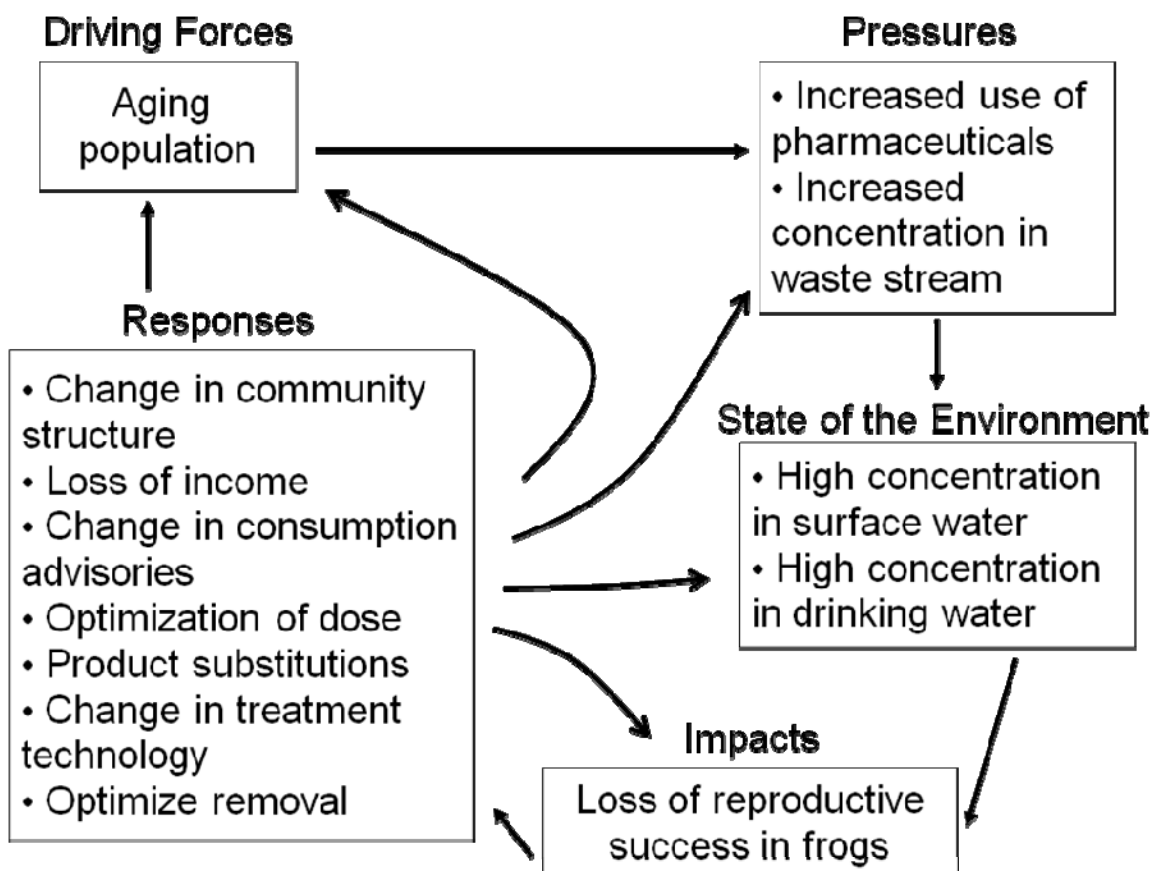 Driving Forces
Aging
population
Pressures
• Increased use of
pharmaceuticals
• Increased
concentration in
waste stream
Responses
• Change in community
structure
• Loss of income
• Change in consumption
advisories
• Optimization of dose
• Product substitutions
• Change in treatment
technology
• Optimize removal
State of the Environment
• High concentration
in surface water
• High concentration
in drinking water
Impacts
Loss of reproductive
success in frogs